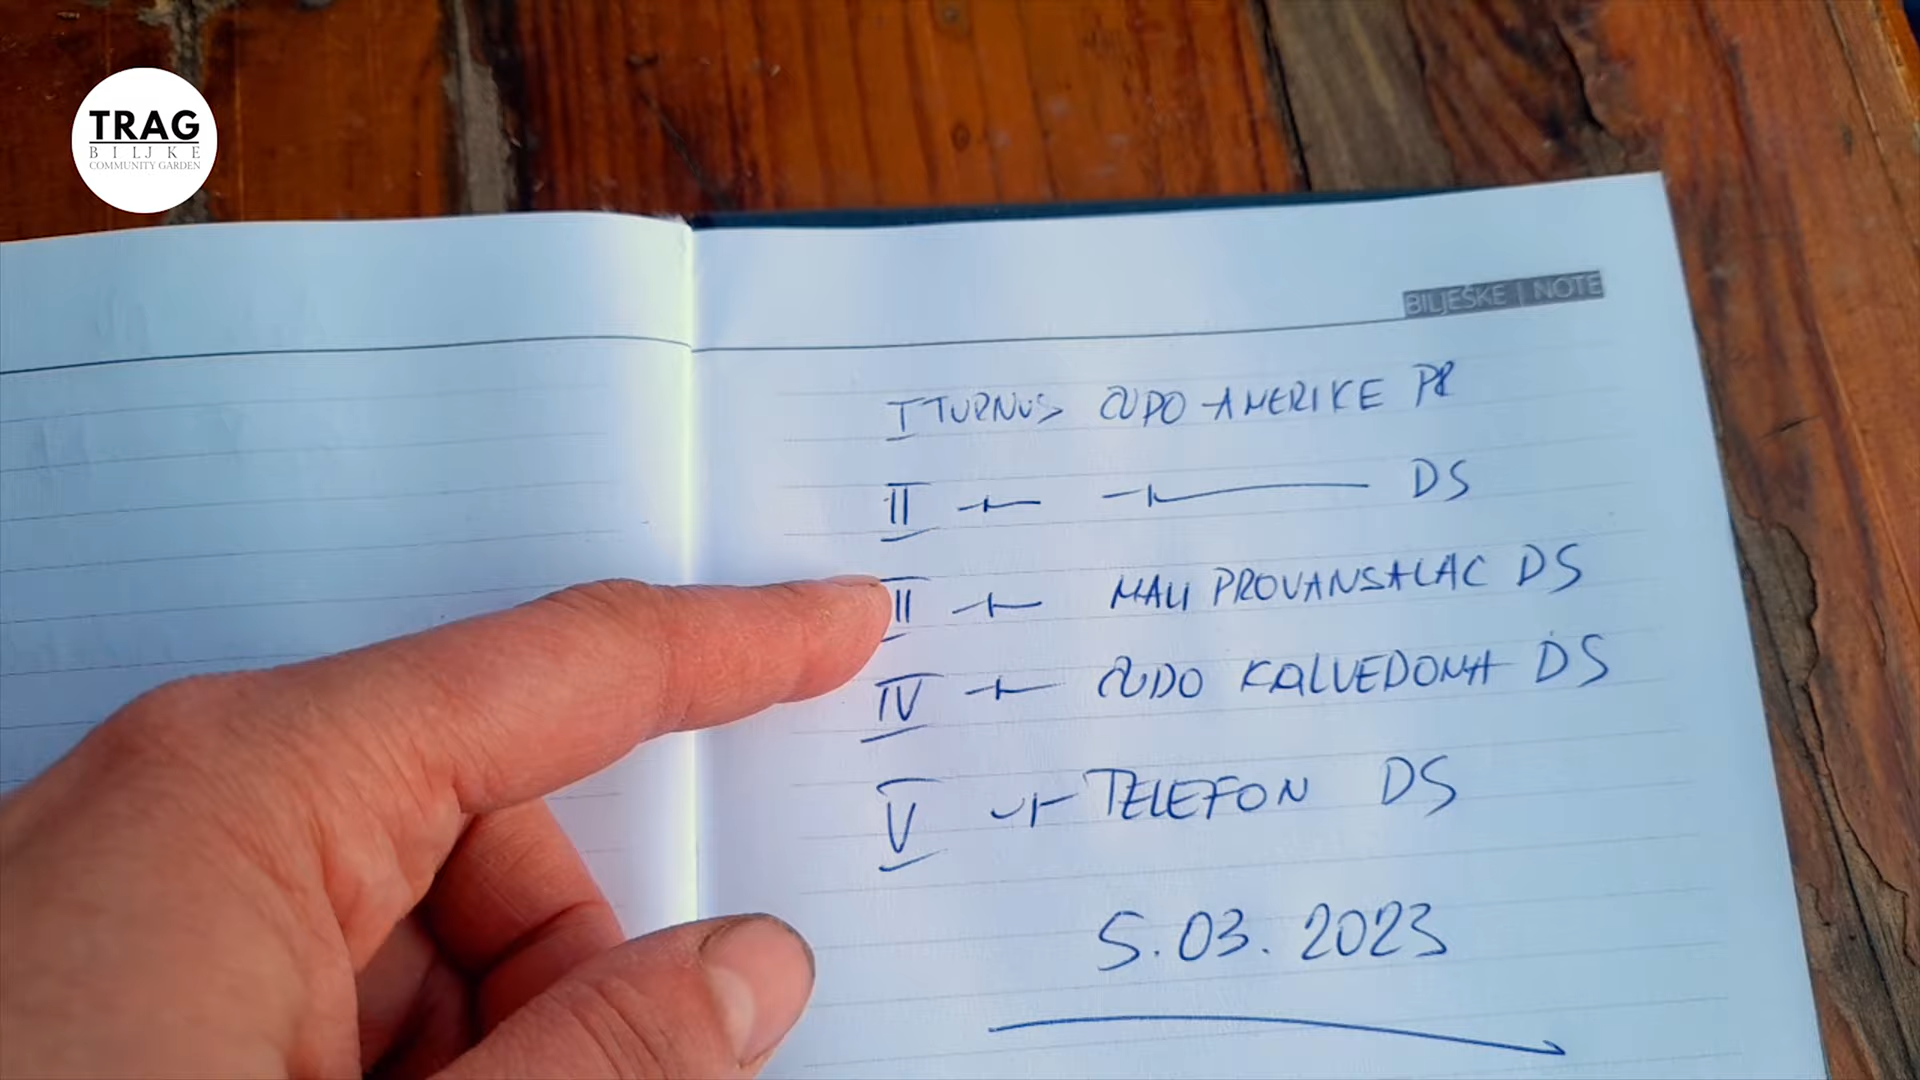 TRAG
BILJKE
COMMUNITY GARDEN
BILJEŠKE | NOTE
I TURNUS ČUDO AMERIKE PR
II —"— —"— DS
III —"— MALI PROVANSALAC DS
IV —"— ČUDO KELVEDONA DS
V —"— TELEFON DS
5.03.2023